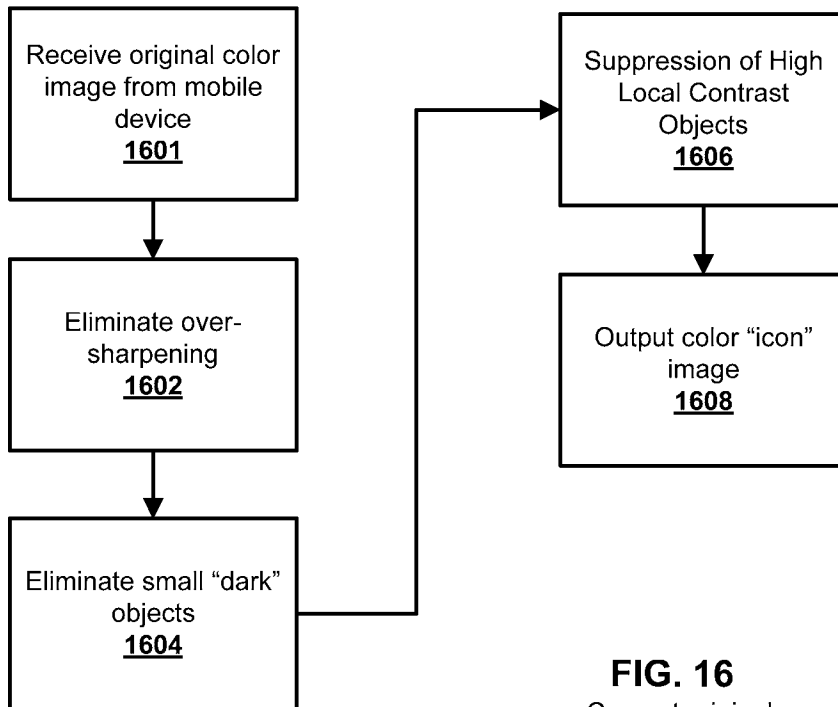 Receive original color
image from mobile
device
1601
Eliminate over-
sharpening
1602
Eliminate small “dark”
objects
1604
Suppression of High
Local Contrast
Objects
1606
Output color “icon”
image
1608
FIG. 16